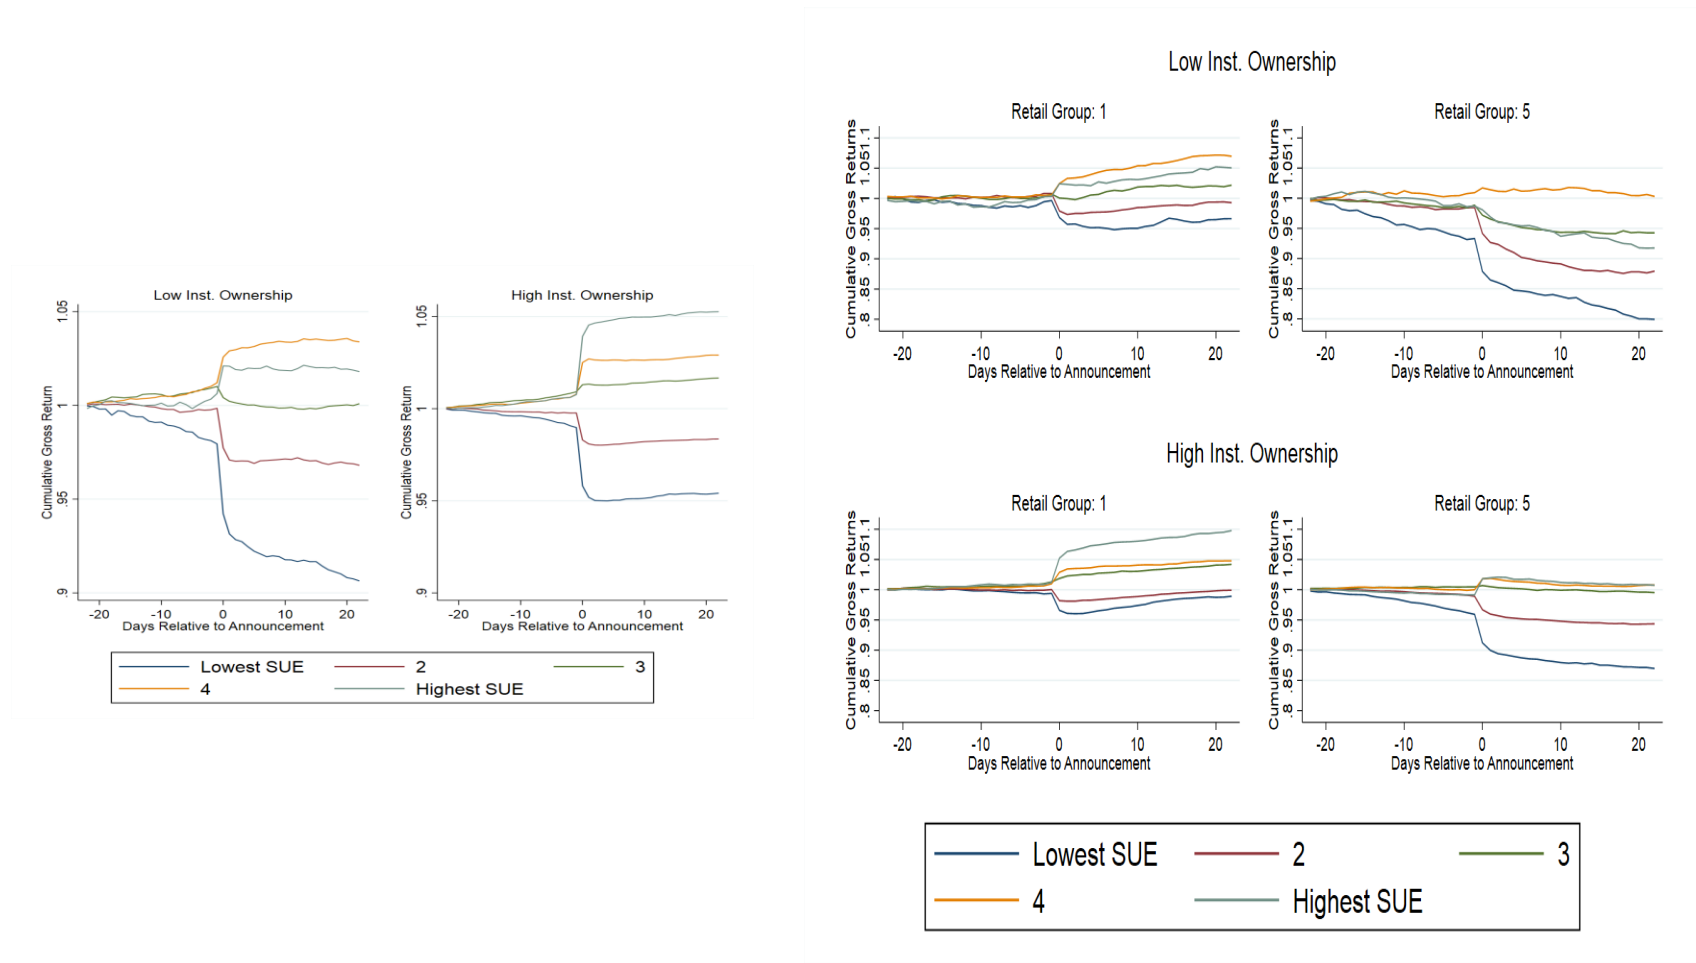 Low Inst. Ownership
High Inst. Ownership
Cumulative Gross Return
1.05
1
.95
.9
-20 -10 0 10 20
Days Relative to Announcement
Cumulative Gross Return
1.05
1
.95
.9
-20 -10 0 10 20
Days Relative to Announcement
Lowest SUE 2 3
4 Highest SUE
Low Inst. Ownership
Retail Group: 1
Cumulative Gross Returns
.8 .85 .9 .95 1 1.05 1.1
-20 -10 0 10 20
Days Relative to Announcement
Retail Group: 5
Cumulative Gross Returns
.8 .85 .9 .95 1 1.05 1.1
-20 -10 0 10 20
Days Relative to Announcement
High Inst. Ownership
Retail Group: 1
Cumulative Gross Returns
.8 .85 .9 .95 1 1.05 1.1
-20 -10 0 10 20
Days Relative to Announcement
Retail Group: 5
Cumulative Gross Returns
.8 .85 .9 .95 1 1.05 1.1
-20 -10 0 10 20
Days Relative to Announcement
Lowest SUE 2 3
4 Highest SUE